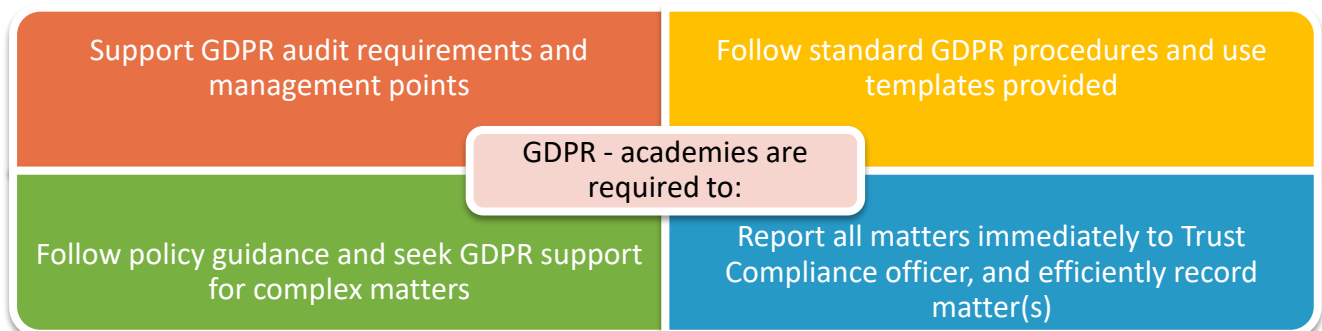 Support GDPR audit requirements and
management points
Follow standard GDPR procedures and use
templates provided
GDPR - academies are
required to:
Follow policy guidance and seek GDPR support
for complex matters
Report all matters immediately to Trust
Compliance officer, and efficiently record
matter(s)